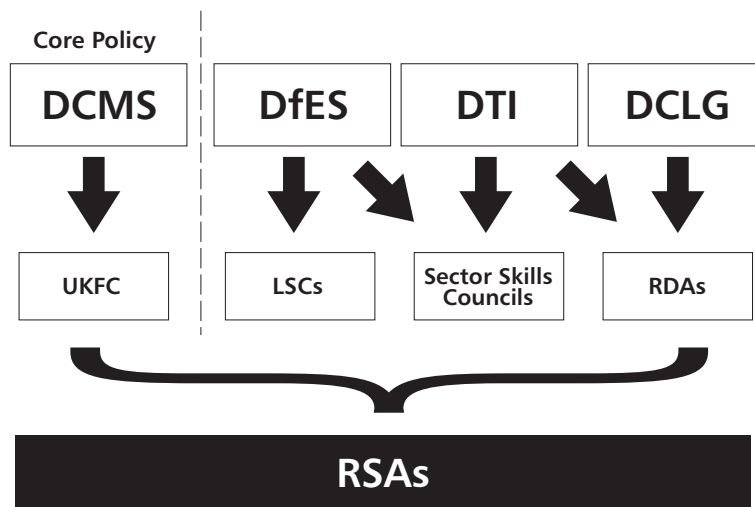 Core Policy
DCMS
DfES
DTI
DCLG
UKFC
LSCs
Sector Skills
Councils
RDAs
RSAs